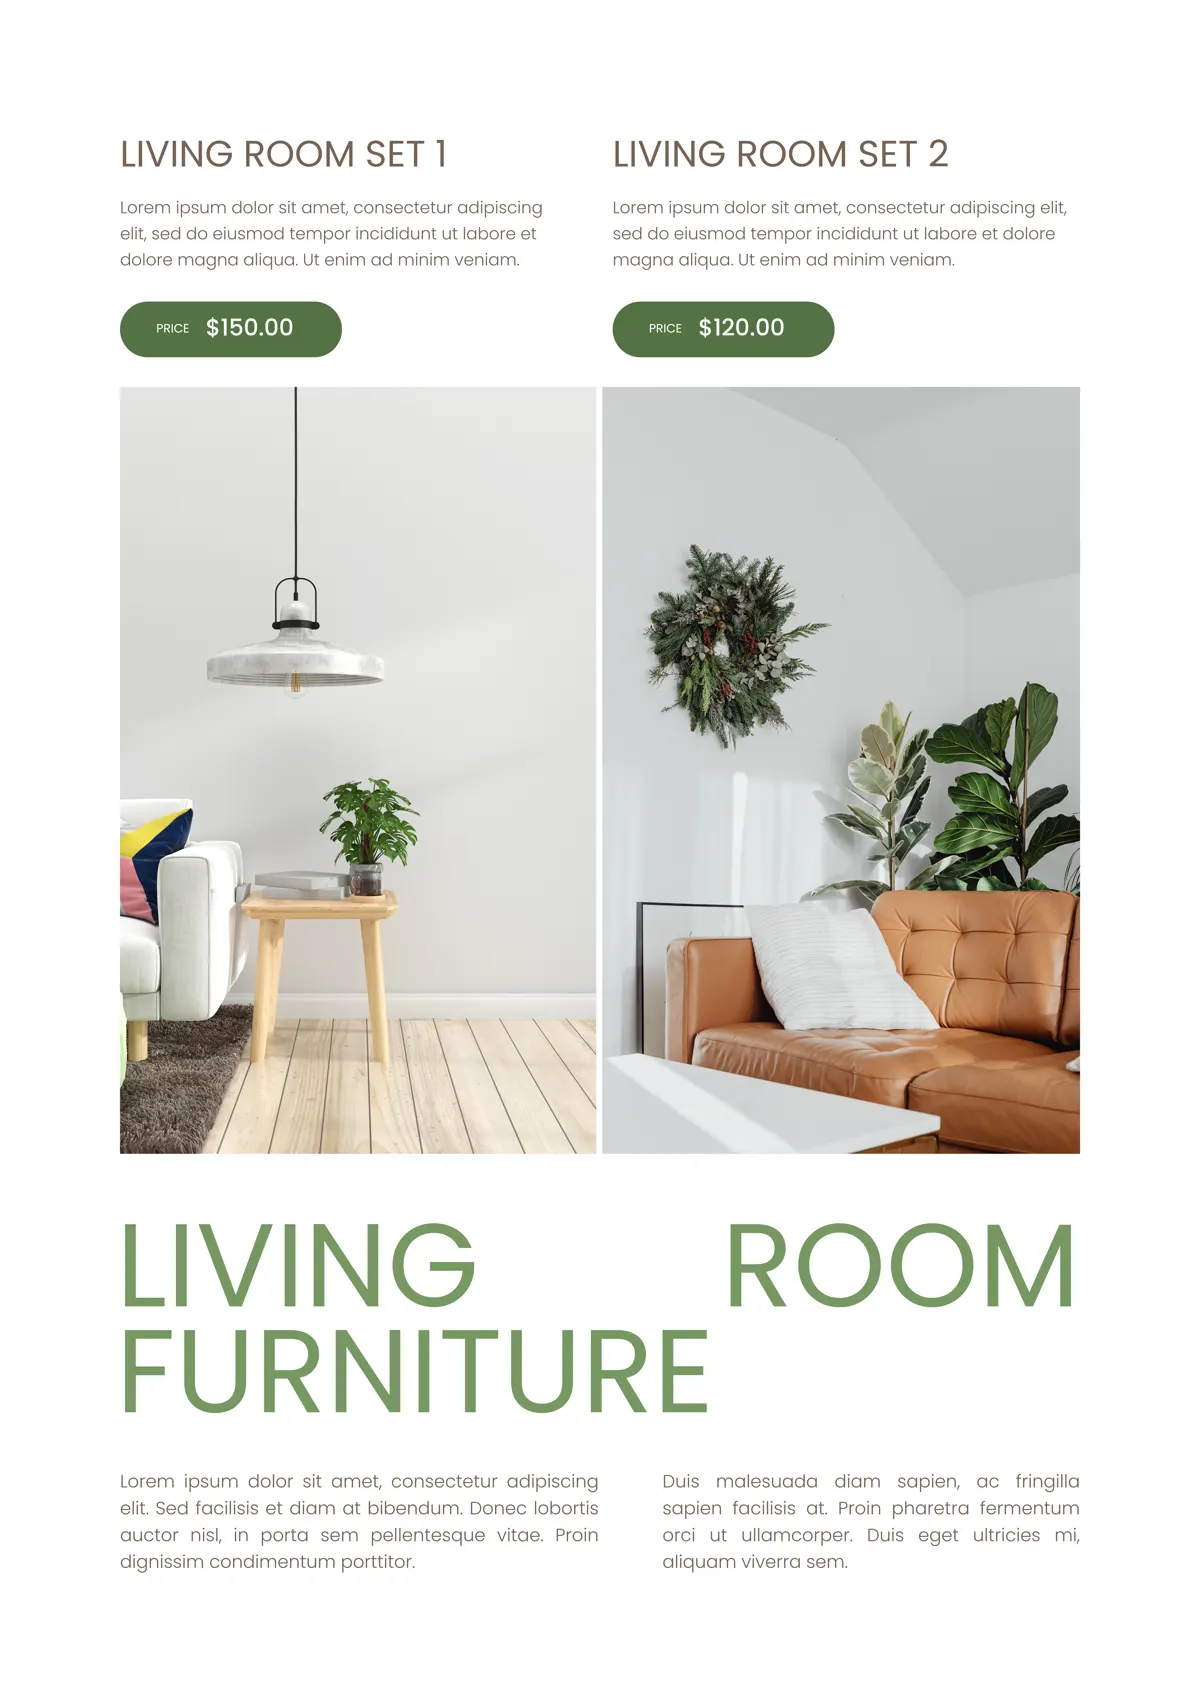 LIVING ROOM SET 1
Lorem ipsum dolor sit amet, consectetur adipiscing
elit, sed do eiusmod tempor incididunt ut labore et
dolore magna aliqua. Ut enim ad minim veniam.
PRICE $150.00
LIVING ROOM SET 2
Lorem ipsum dolor sit amet, consectetur adipiscing elit,
sed do eiusmod tempor incididunt ut labore et dolore
magna aliqua. Ut enim ad minim veniam.
PRICE $120.00
LIVING ROOM
FURNITURE
Lorem ipsum dolor sit amet, consectetur adipiscing
elit. Sed facilisis et diam at bibendum. Donec lobortis
auctor nisl, in porta sem pellentesque vitae. Proin
dignissim condimentum porttitor.
Duis malesuada diam sapien, ac fringilla
sapien facilisis at. Proin pharetra fermentum
orci ut ullamcorper. Duis eget ultricies mi,
aliquam viverra sem.